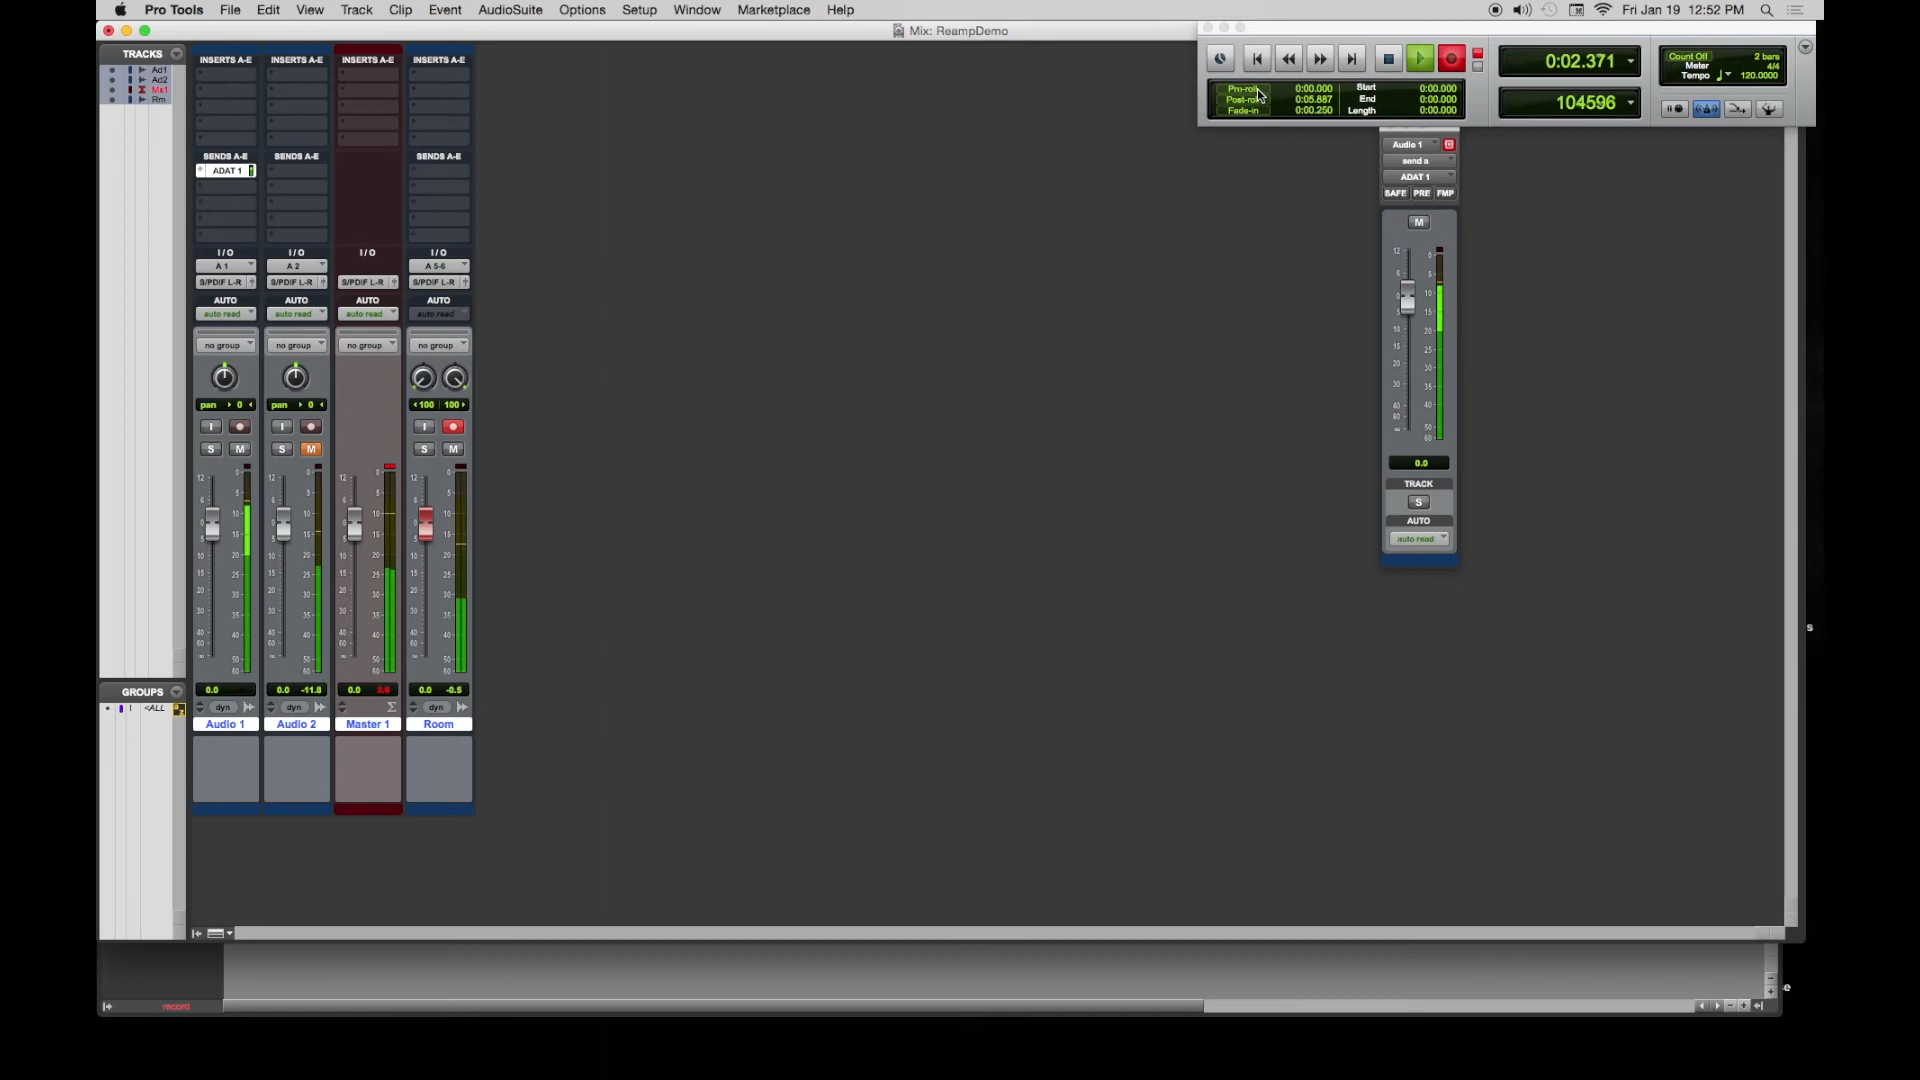 Pro Tools File Edit View Track Clip Event AudioSuite Options Setup Window Marketplace Help Fri Jan 19 12:52 PM
Mix: ReampDemo
TRACKS
Ad1
Ad2
Ms1
Rm
INSERTS A-E INSERTS A-E INSERTS A-E INSERTS A-E
SENDS A-E SENDS A-E SENDS A-E
ADAT 1
I / O I / O I / O I / O
A 1 A 2 A 5-6
S/PDIF L-R S/PDIF L-R S/PDIF L-R S/PDIF L-R
AUTO AUTO AUTO AUTO
auto read auto read auto read auto read
no group no group no group no group
pan 0 pan 0 100 100
I I I
S M S M S M
0.0 0.0 -11.8 0.0 0.0 -0.5
dyn dyn Σ dyn
Audio 1 Audio 2 Master 1 Room
GROUPS
1 <ALL
record
Pre-roll 0:00.000 Start 0:00.000
Post-roll 0:05.887 End 0:00.000
Fade-in 0:00.250 Length 0:00.000
0:02.371
104596
Count Off 2 bars
Meter 4/4
Tempo 120.0000
Audio 1
send a
ADAT 1
SAFE PRE FMP
M
0.0
TRACK
S
AUTO
auto read